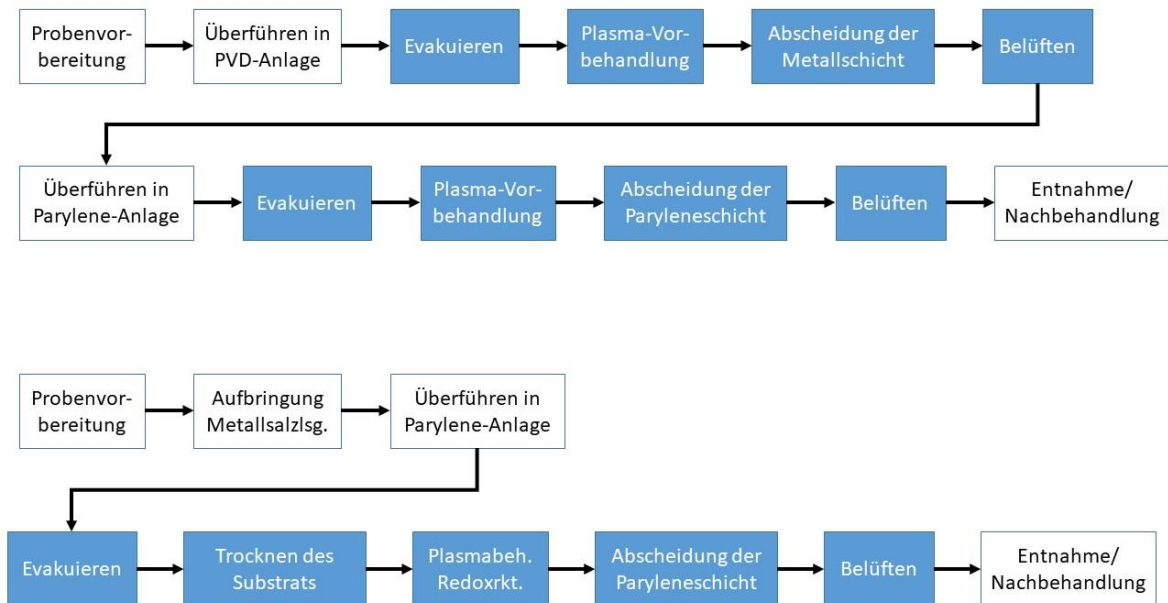 Probenvor-
bereitung
Überführen in
PVD-Anlage
Evakuieren
Plasma-Vor-
behandlung
Abscheidung der
Metallschicht
Belüften
Überführen in
Parylene-Anlage
Evakuieren
Plasma-Vor-
behandlung
Abscheidung der
Paryleneschicht
Belüften
Entnahme/
Nachbehandlung
Probenvor-
bereitung
Aufbringung
Metallsalzlsg.
Überführen in
Parylene-Anlage
Evakuieren
Trocknen des
Substrats
Plasmabeh.
Redoxrkt.
Abscheidung der
Paryleneschicht
Belüften
Entnahme/
Nachbehandlung